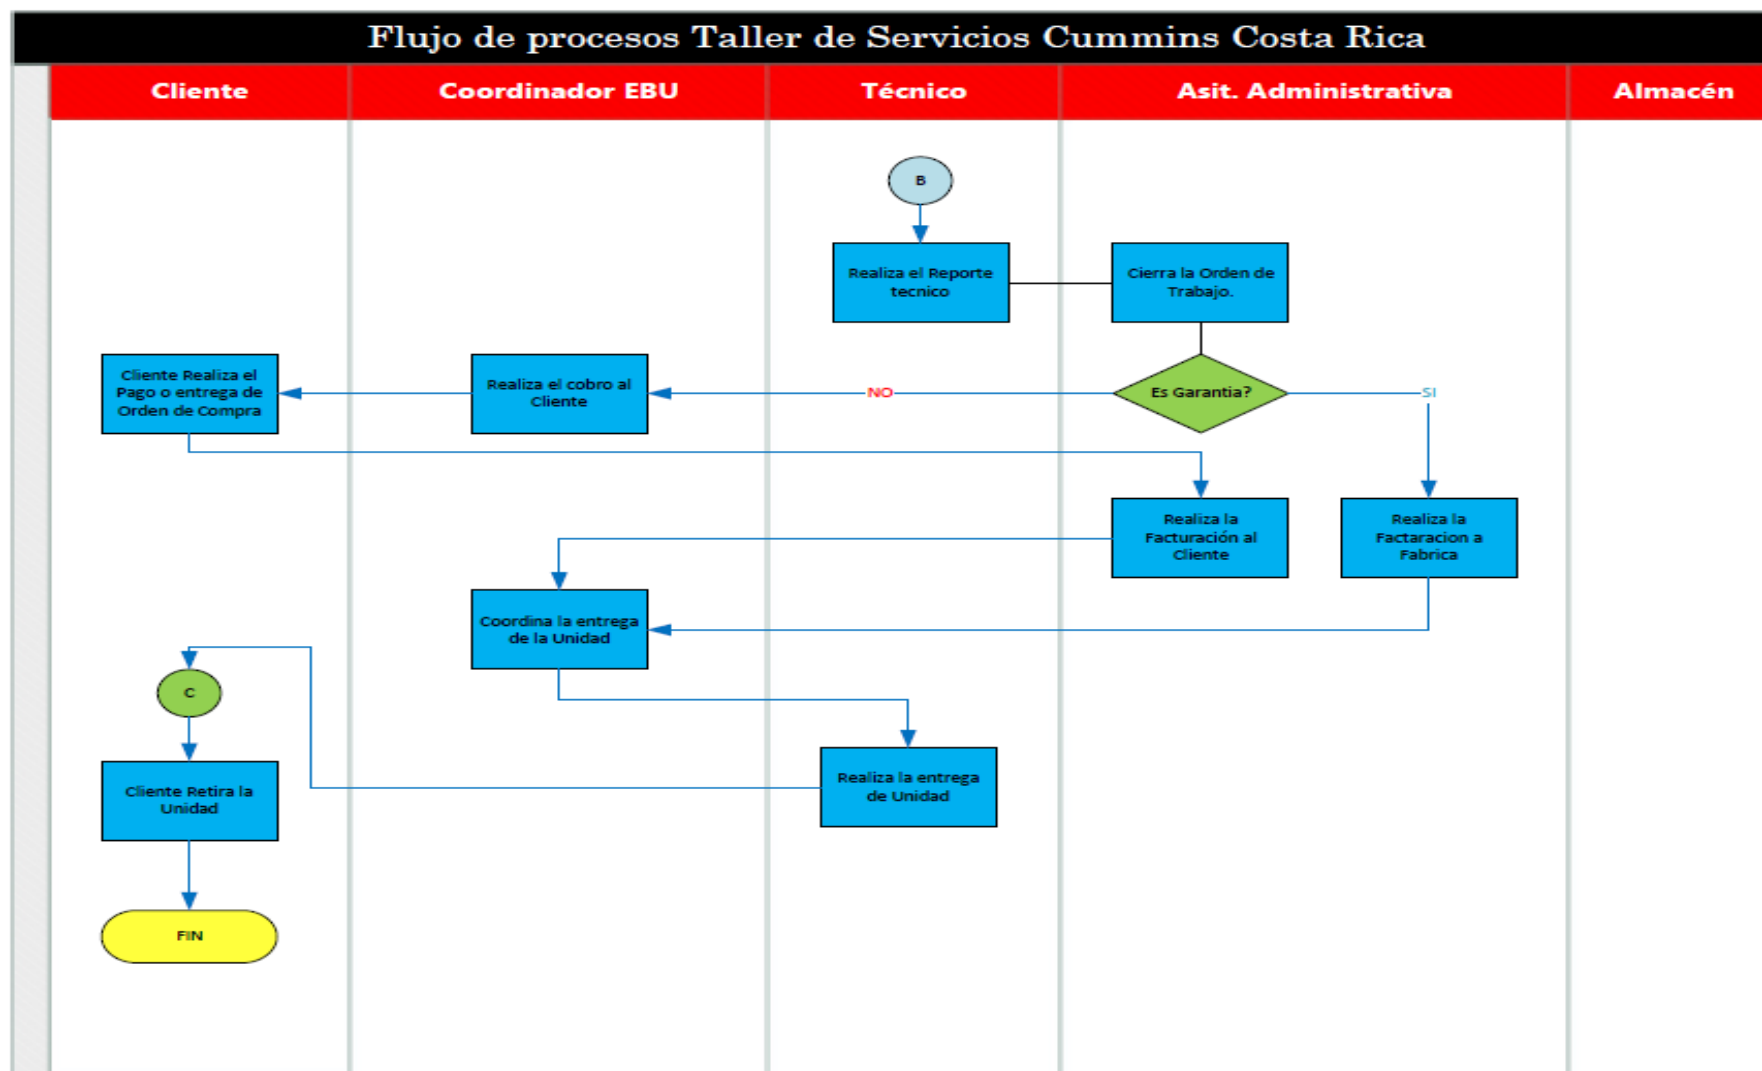 Flujo de procesos Taller de Servicios Cummins Costa Rica
Cliente
Coordinador EBU
Técnico
Asit. Administrativa
Almacén
B
Realiza el Reporte
tecnico
Cierra la Orden de
Trabajo.
Cliente Realiza el
Pago o entrega de
Orden de Compra
Realiza el cobro al
Cliente
NO
Es Garantia?
SI
Realiza la
Facturación al
Cliente
Realiza la
Factaracion a
Fabrica
Coordina la entrega
de la Unidad
C
Cliente Retira la
Unidad
Realiza la entrega
de Unidad
FIN